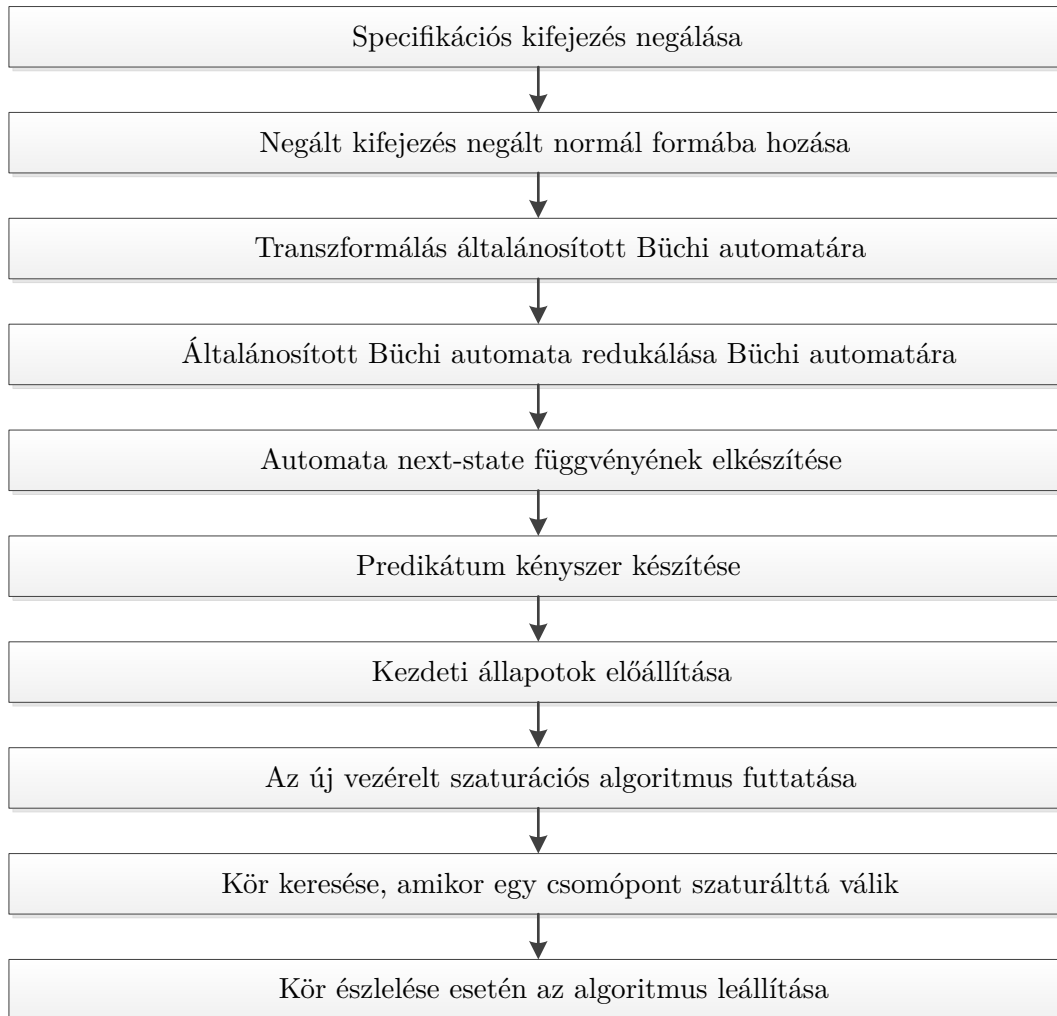 Specifikációs kifejezés negálása
Negált kifejezés negált normál formába hozása
Transzformálás általánosított Büchi automatára
Általánosított Büchi automata redukálása Büchi automatára
Automata next-state függvényének elkészítése
Predikátum kényszer készítése
Kezdeti állapotok előállítása
Az új vezérelt szaturációs algoritmus futtatása
Kör keresése, amikor egy csomópont szaturálttá válik
Kör észlelése esetén az algoritmus leállítása